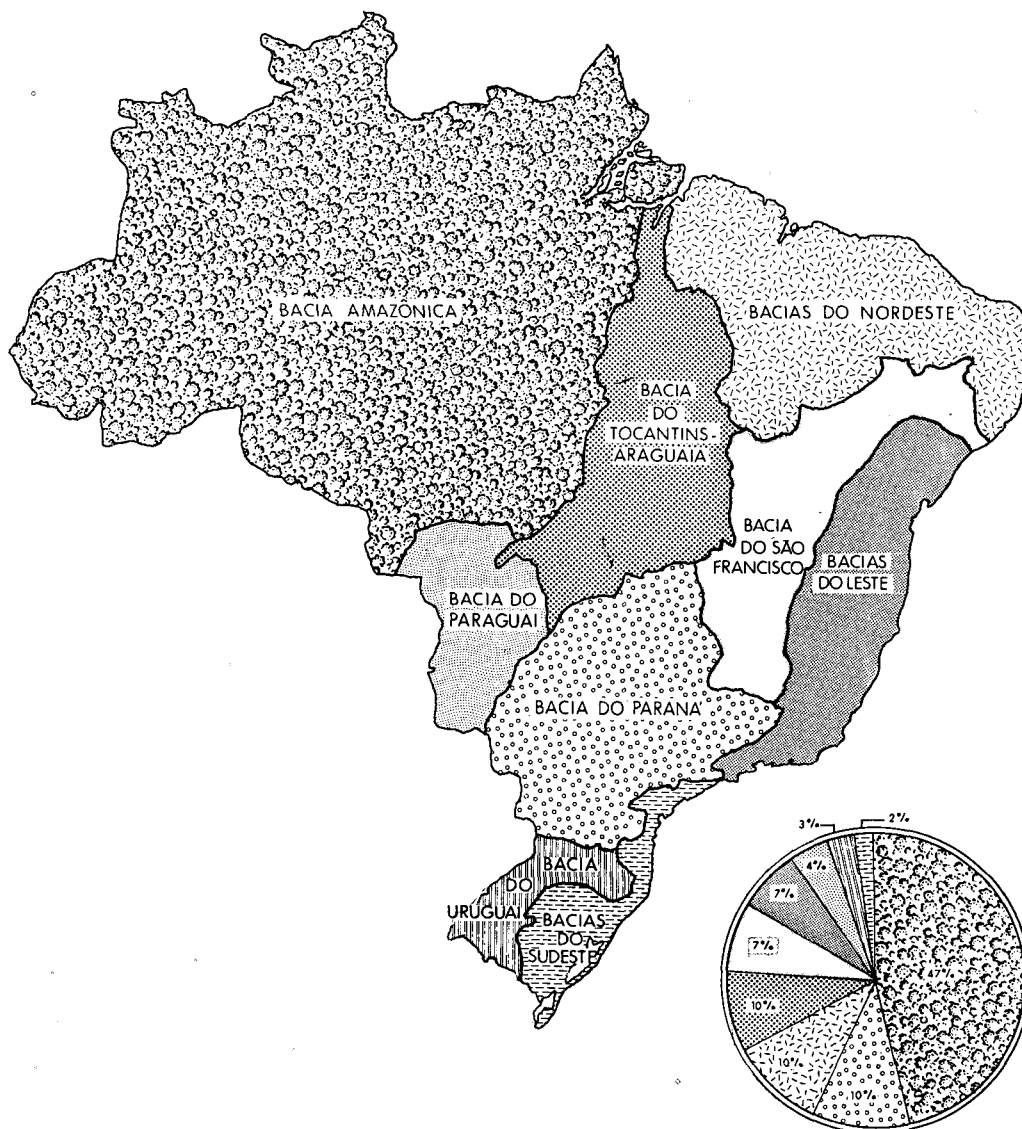 BACIA AMAZONICA
BACIAS DO NORDESTE
BACIA
DO
TOCANTINS-
ARAGUAIA
BACIA
DO SÃO
FRANCISCO
BACIAS
DO LESTE
BACIA DO
PARAGUAI
BACIA DO PARANÁ
BACIA
DO
URUGUAI
BACIAS
DO
SUDESTE
3%
2%
4%
7%
7%
10%
10%
10%
47%